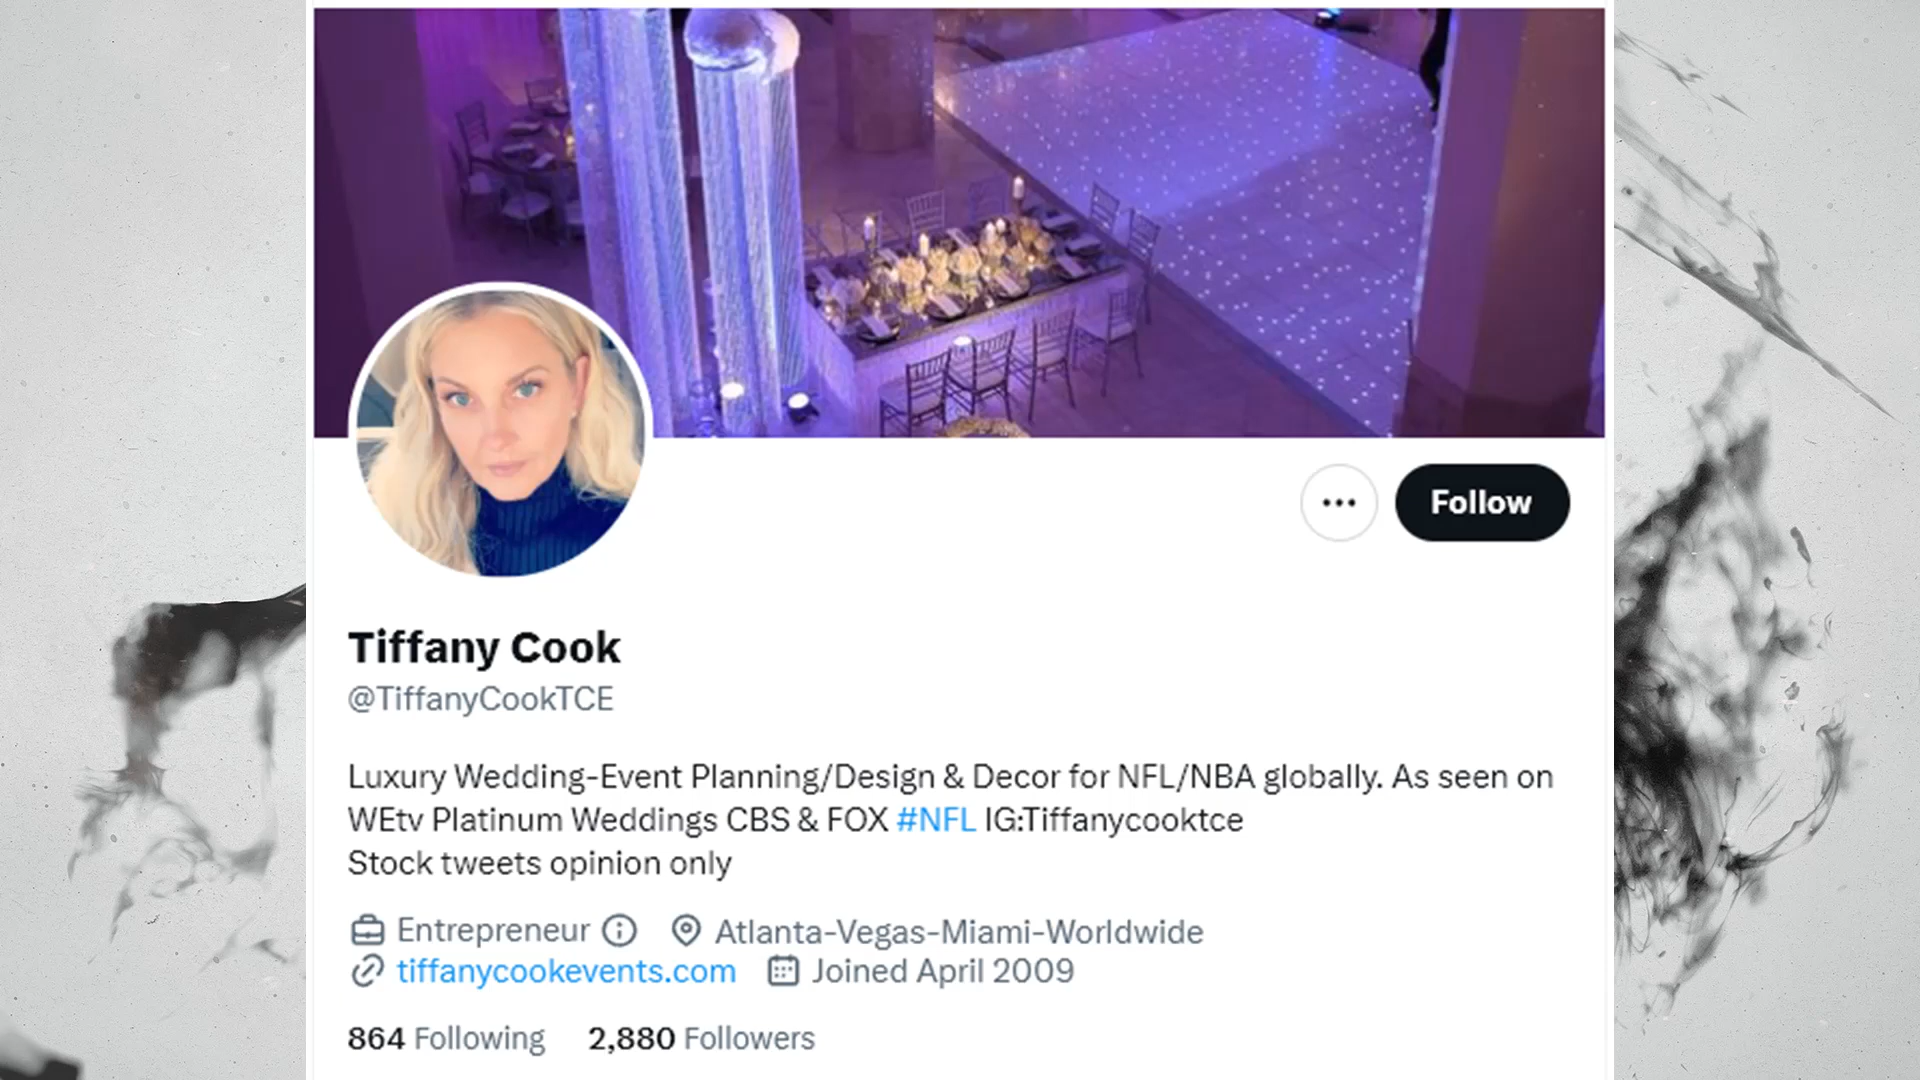 Follow
Tiffany Cook
@TiffanyCookTCE
Luxury Wedding-Event Planning/Design & Decor for NFL/NBA globally. As seen on
WEtv Platinum Weddings CBS & FOX #NFL IG:Tiffanycooktce
Stock tweets opinion only
Entrepreneur Atlanta-Vegas-Miami-Worldwide
tiffanycookevents.com Joined April 2009
864 Following 2,880 Followers